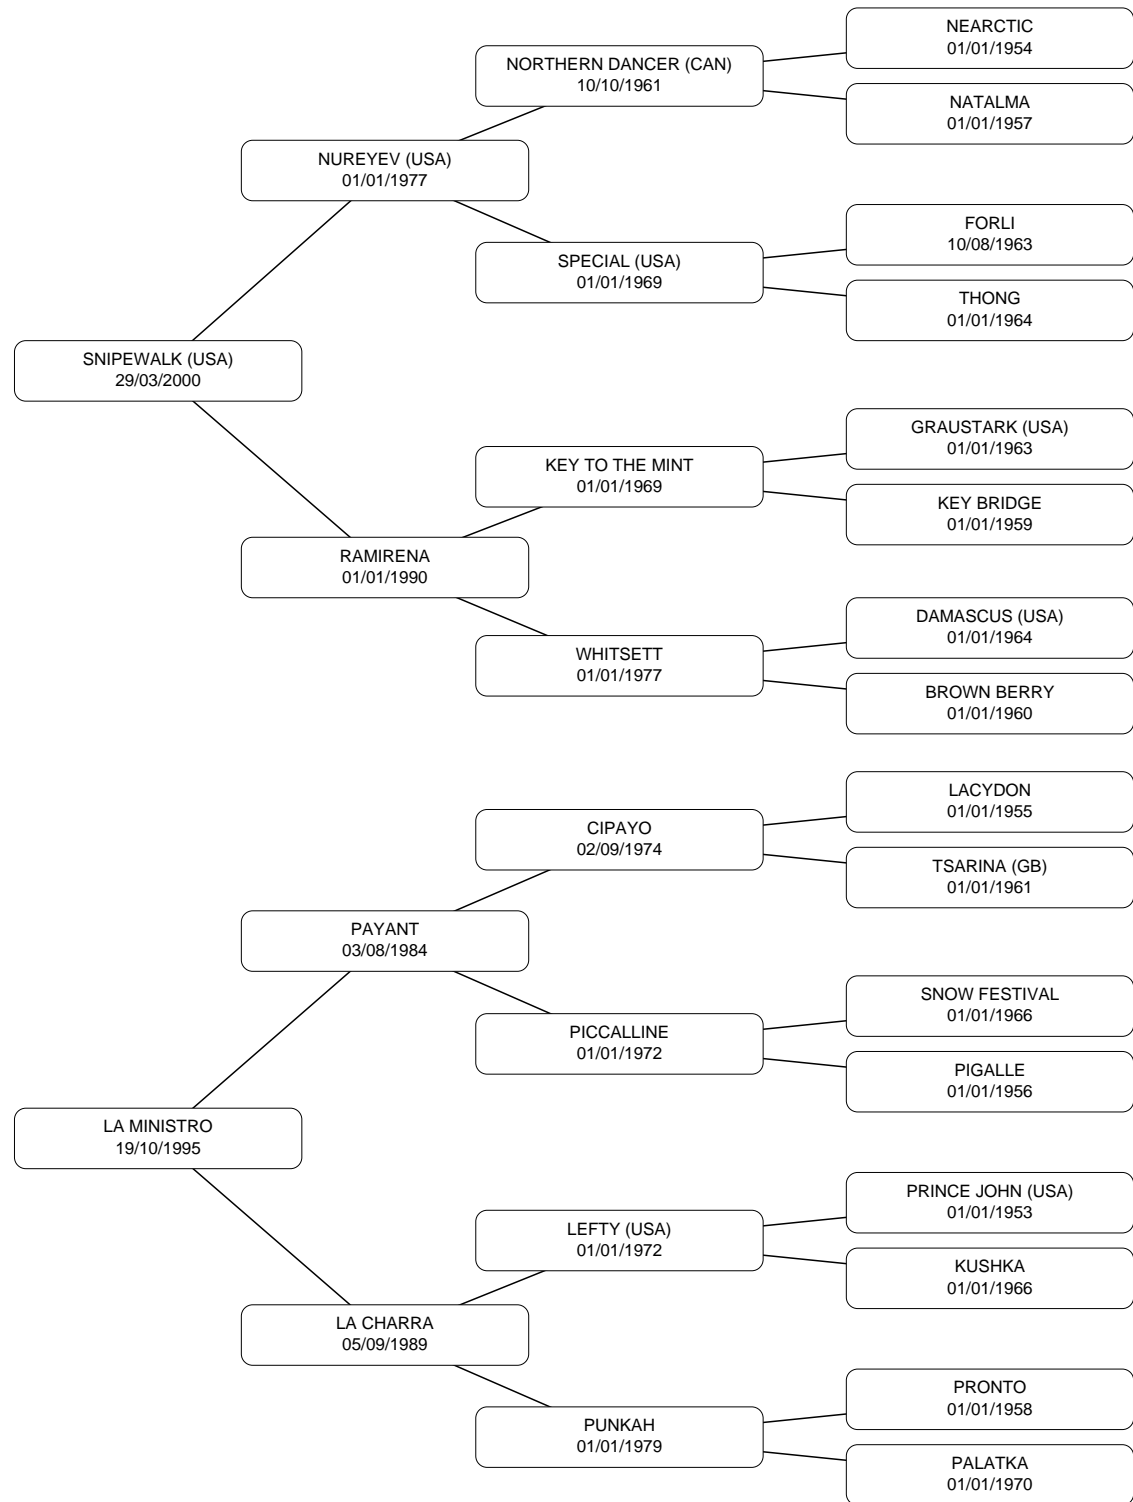 NEARCTIC
01/01/1954
NORTHERN DANCER (CAN)
10/10/1961
NATALMA
01/01/1957
NUREYEV (USA)
01/01/1977
FORLI
10/08/1963
SPECIAL (USA)
01/01/1969
THONG
01/01/1964
SNIPEWALK (USA)
29/03/2000
GRAUSTARK (USA)
01/01/1963
KEY TO THE MINT
01/01/1969
KEY BRIDGE
01/01/1959
RAMIRENA
01/01/1990
DAMASCUS (USA)
01/01/1964
WHITSETT
01/01/1977
BROWN BERRY
01/01/1960
LACYDON
01/01/1955
CIPAYO
02/09/1974
TSARINA (GB)
01/01/1961
PAYANT
03/08/1984
SNOW FESTIVAL
01/01/1966
PICCALLINE
01/01/1972
PIGALLE
01/01/1956
LA MINISTRO
19/10/1995
PRINCE JOHN (USA)
01/01/1953
LEFTY (USA)
01/01/1972
KUSHKA
01/01/1966
LA CHARRA
05/09/1989
PRONTO
01/01/1958
PUNKAH
01/01/1979
PALATKA
01/01/1970